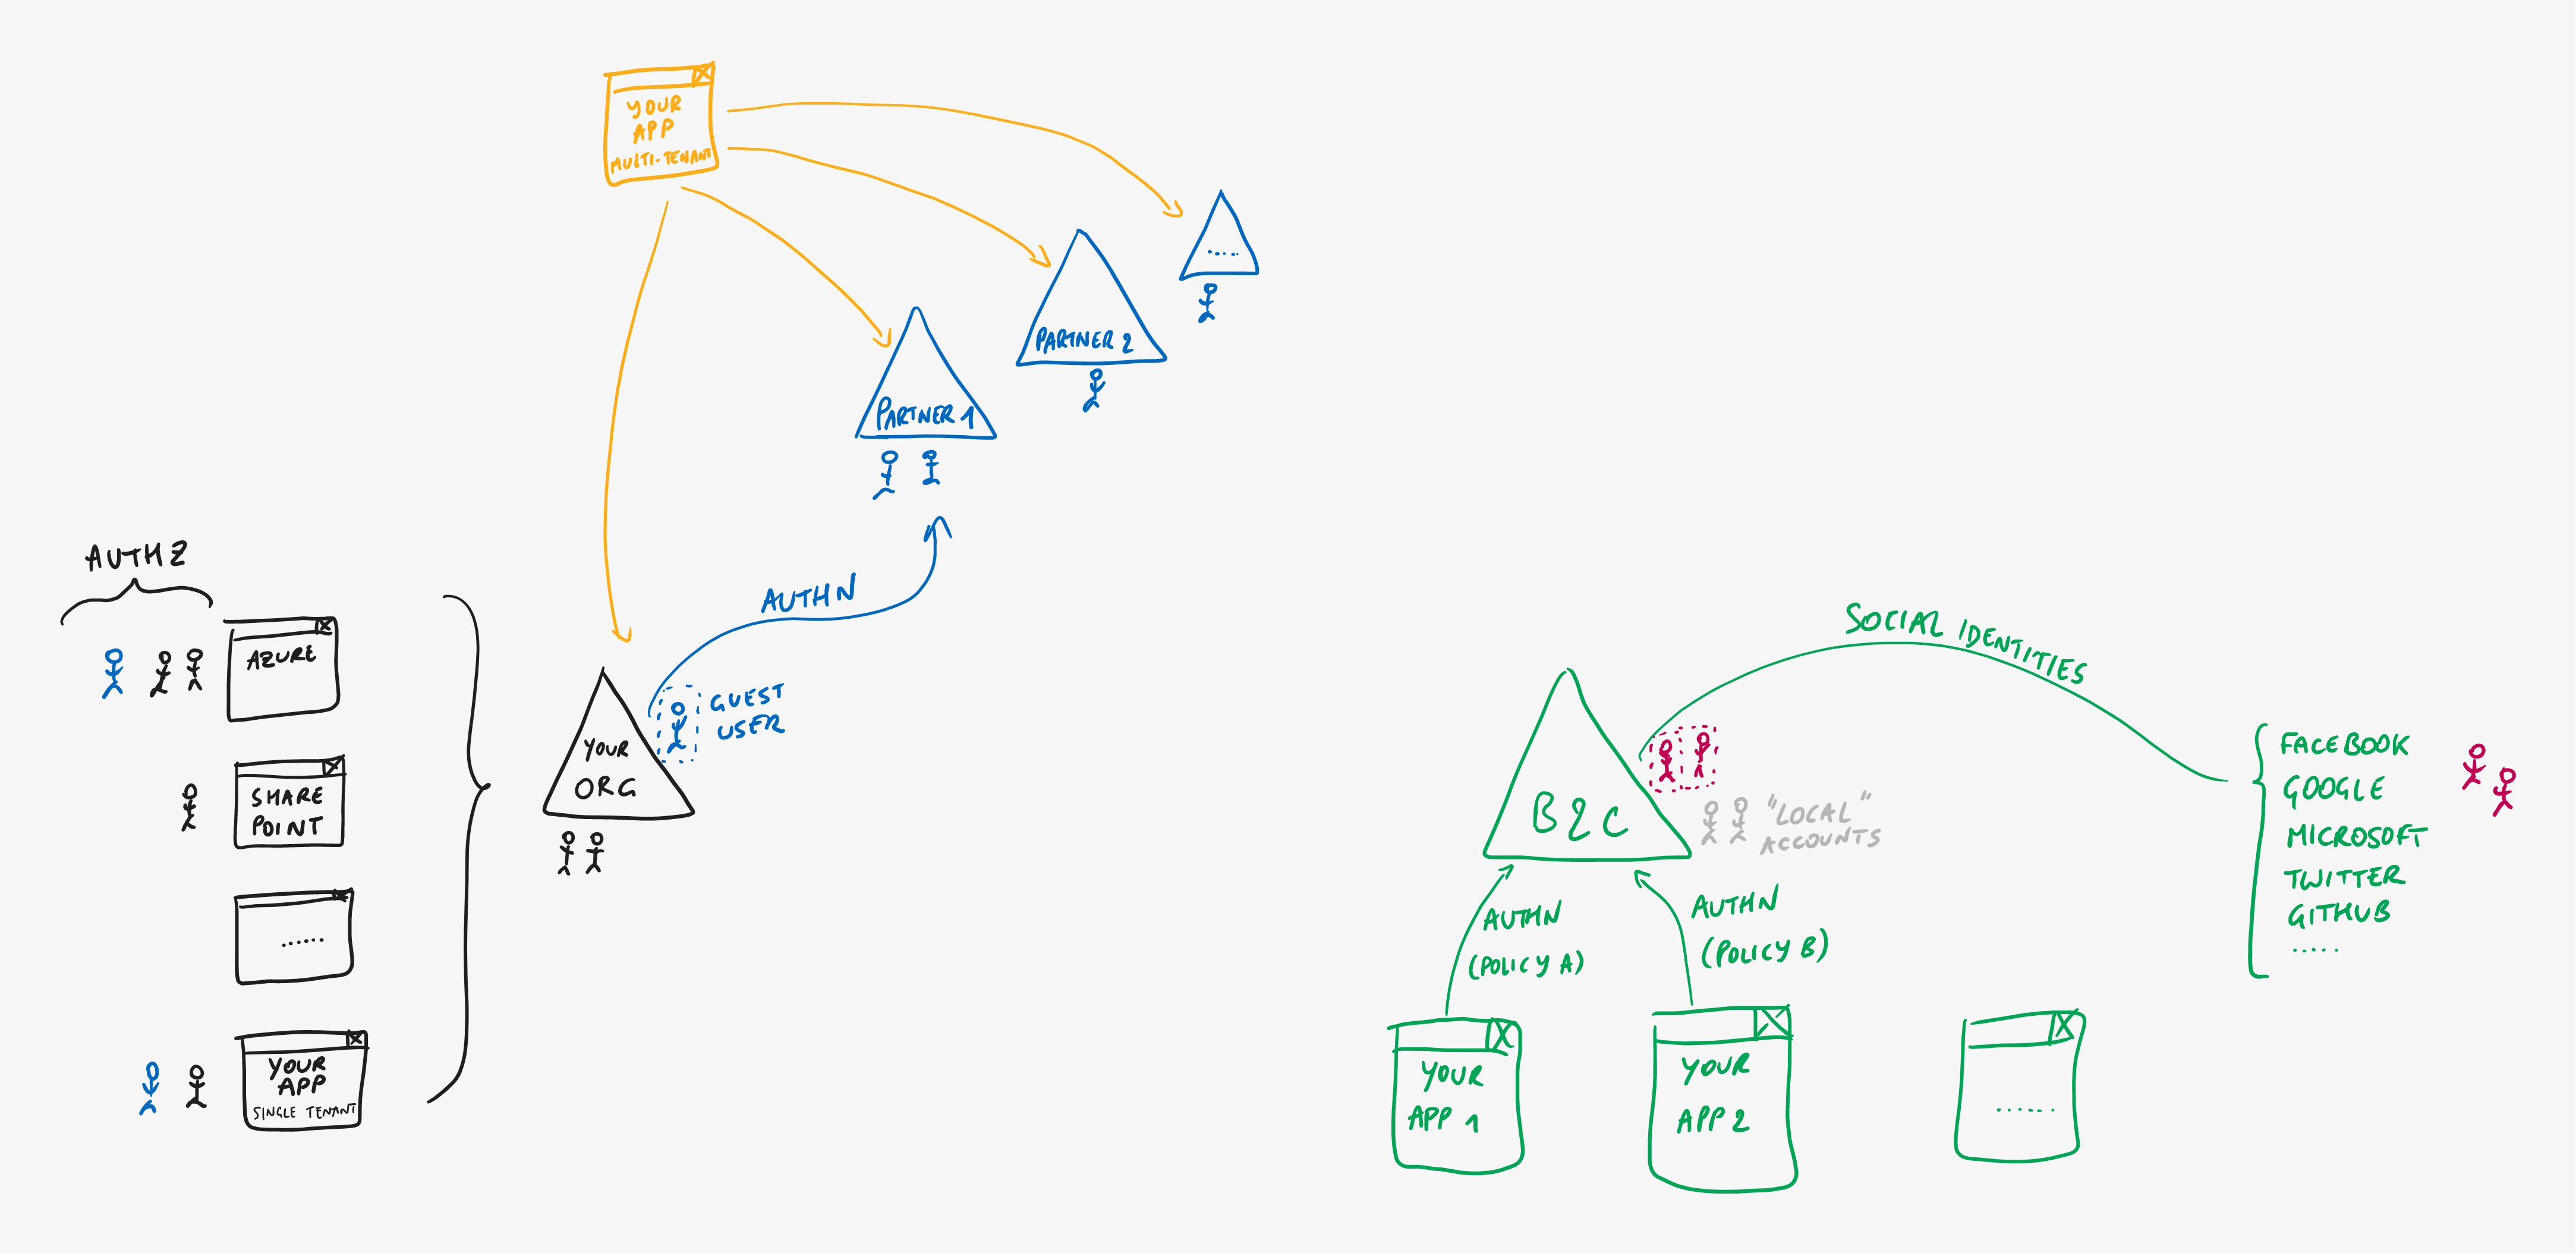 YOUR
APP
MULTI-TENANT
.....
PARTNER 2
PARTNER 1
AUTHZ
AUTHN
AZURE
GUEST
USER
YOUR
ORG
SHARE
POINT
......
YOUR
APP
SINGLE TENANT
SOCIAL IDENTITIES
B2C
"LOCAL"
ACCOUNTS
FACEBOOK
GOOGLE
MICROSOFT
TWITTER
GITHUB
.....
AUTHN
(POLICY A)
AUTHN
(POLICY B)
YOUR
APP 1
YOUR
APP 2
......